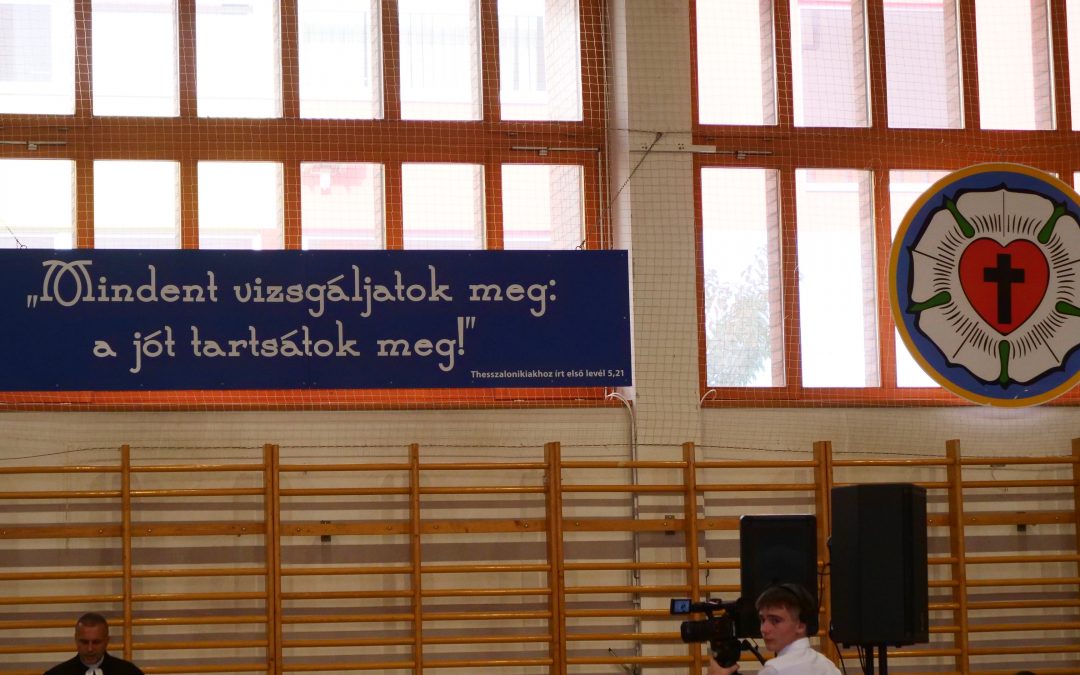 „Mindent vizsgáljatok meg:
a jót tartsátok meg!"
Thesszalonikiakhoz írt első levél 5,21